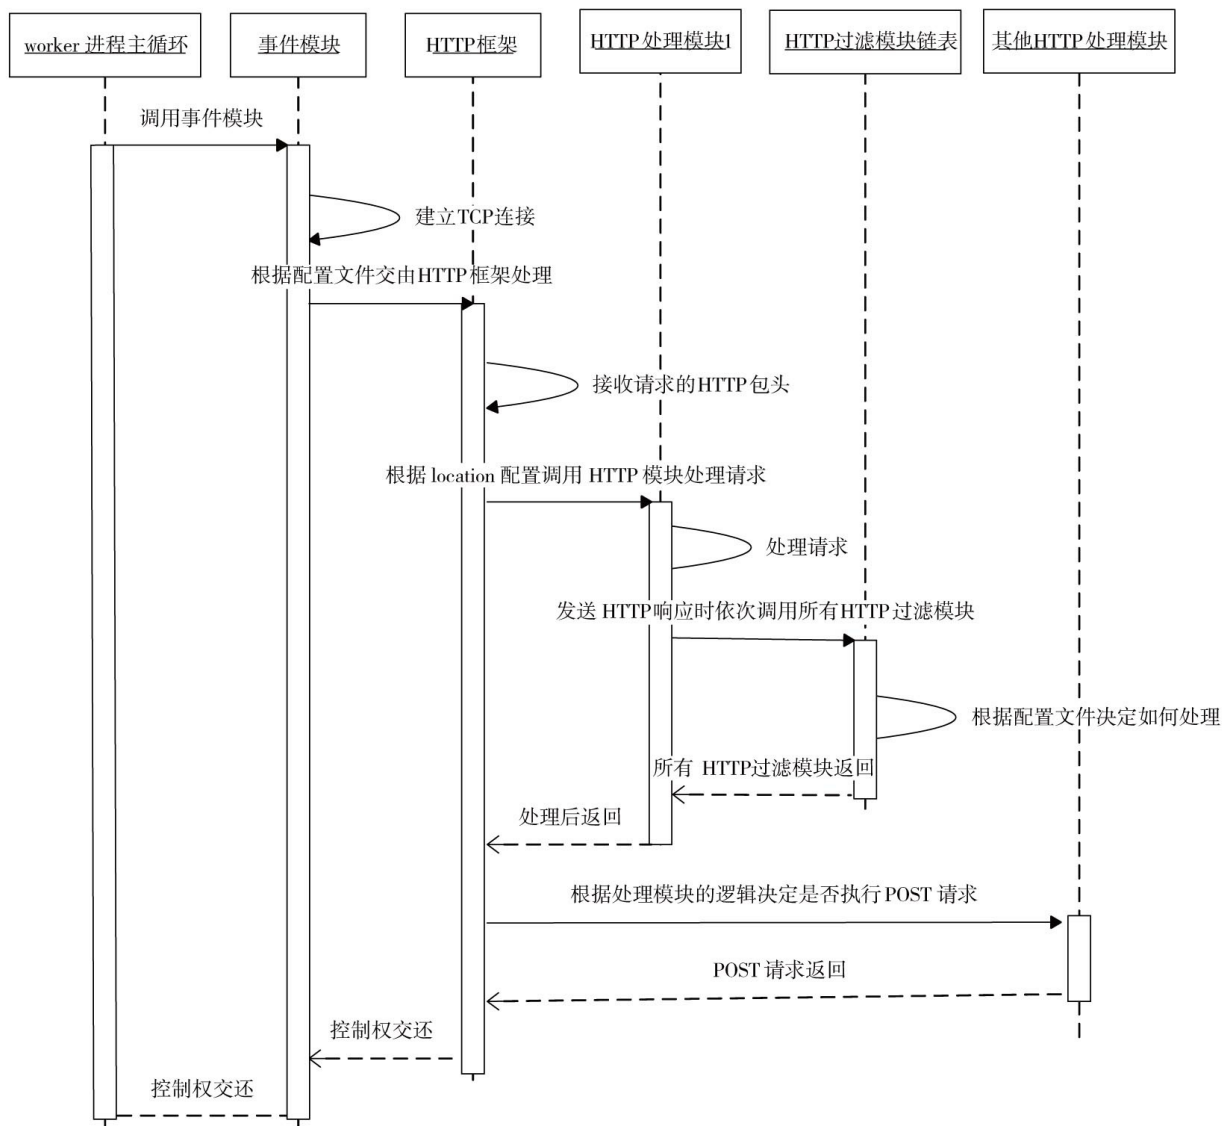 worker 进程主循环
事件模块
HTTP框架
HTTP 处理模块1
HTTP过滤模块链表
其他HTTP 处理模块
调用事件模块
建立TCP连接
根据配置文件交由HTTP 框架处理
接收请求的HTTP 包头
根据 location 配置调用 HTTP 模块处理请求
处理请求
发送 HTTP 响应时依次调用所有HTTP 过滤模块
根据配置文件决定如何处理
所有 HTTP过滤模块返回
处理后返回
根据处理模块的逻辑决定是否执行 POST 请求
POST 请求返回
控制权交还
控制权交还